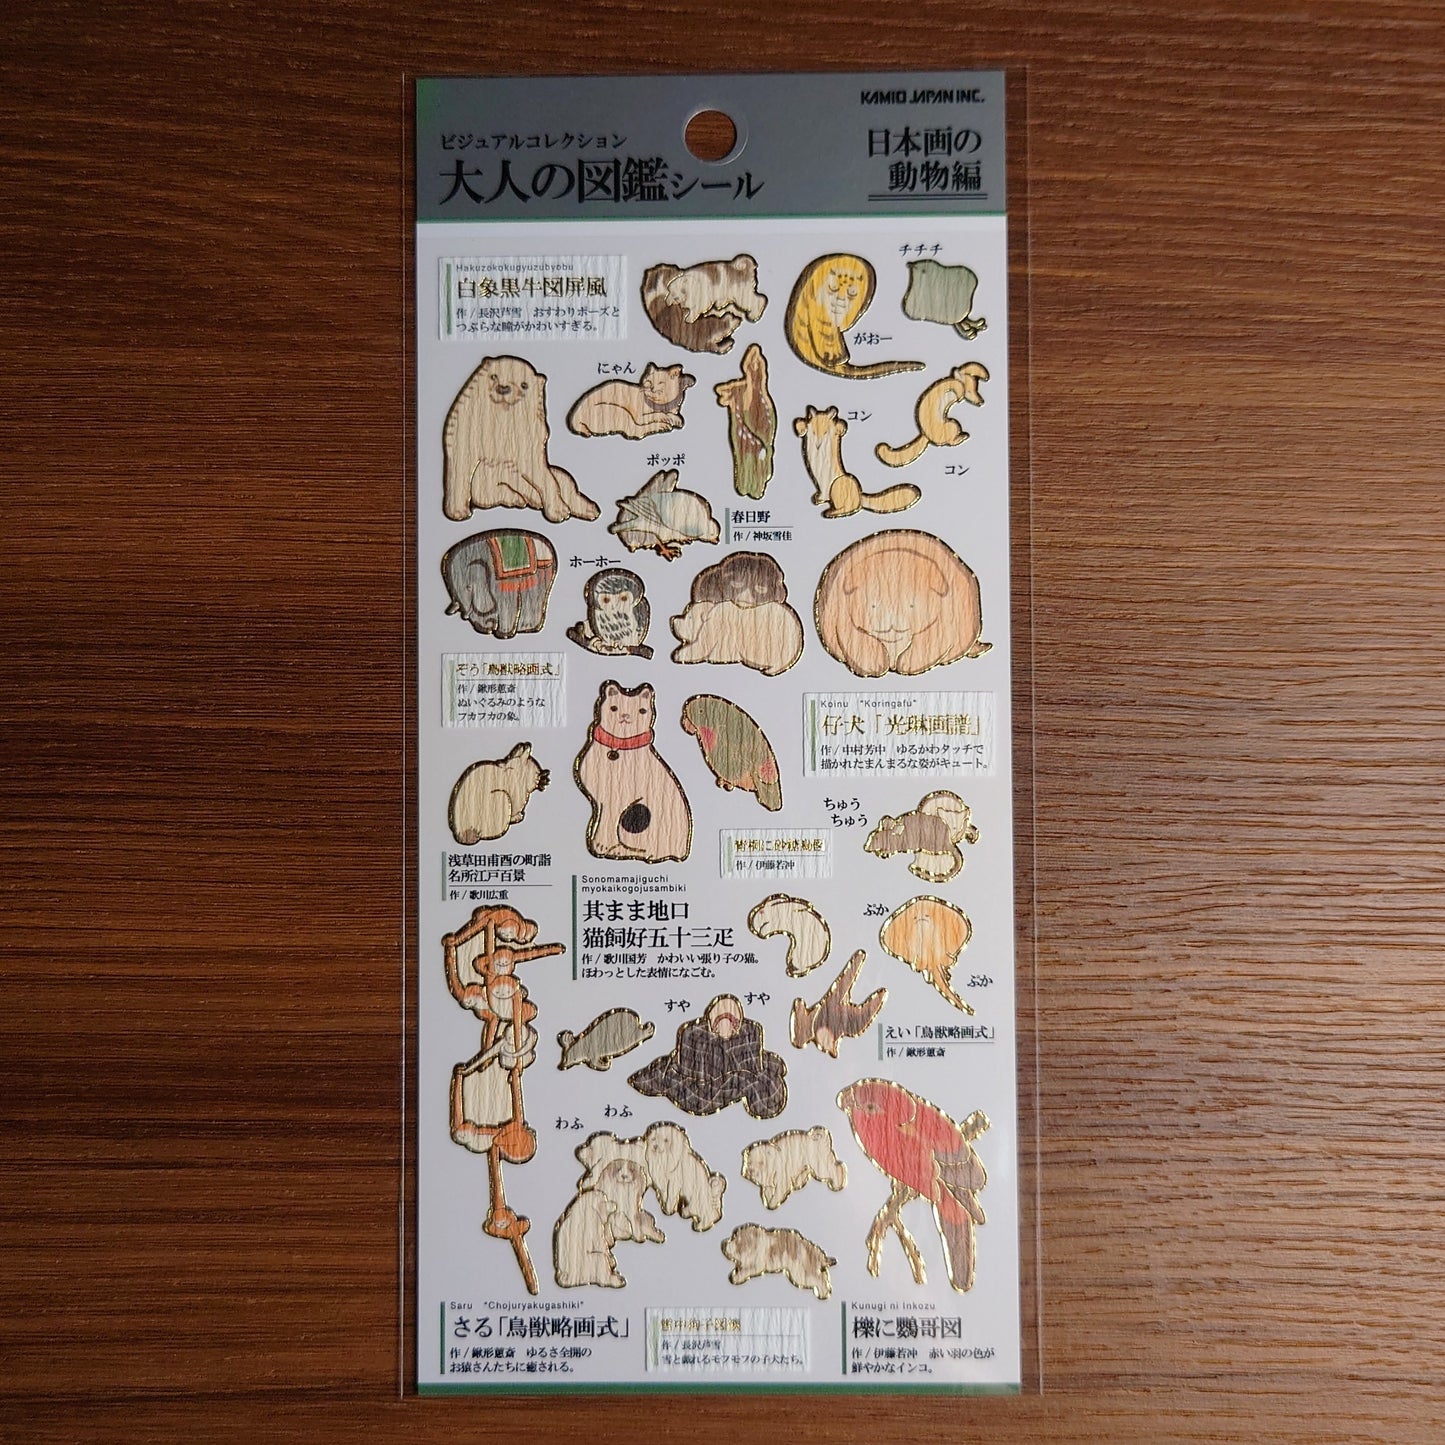 KAMIO JAPAN INC.
ビジュアルコレクション
大人の図鑑シール
日本画の
動物編
Hakuzokokugyuzubyobu
白象黒牛図屏風
作/長沢芦雪 おすわりポーズと
つぶらな瞳がかわいすぎる。
チチチ
がおー
にゃん
コン
コン
ポッポ
春日野
作/神坂雪佳
ホーホー
ぞう「鳥獣略画式」
作/鍬形蕙斎
ぬいぐるみのような
フカフカの象。
Koinu "Koringafu"
仔犬「光琳画譜」
作/中村芳中 ゆるかわタッチで
描かれたまんまるな姿がキュート。
ちゅう
ちゅう
作/伊藤若冲
浅草田甫酉の町詣
名所江戸百景
作/歌川広重
Sonomamajiguchi
myokaikogojusambiki
其まま地口
猫飼好五十三疋
作/歌川国芳 かわいい張り子の猫。
ほわっとした表情になごむ。
ぷか
ぷか
すや
すや
えい「鳥獣略画式」
作/鍬形蕙斎
わふ
わふ
Saru "Chojuryakugashiki"
さる「鳥獣略画式」
作/鍬形蕙斎 ゆるさ全開の
お猿さんたちに癒される。
作/長沢芦雪
雪と戯れるモフモフの子犬たち。
Kunugi ni Inkozu
櫟に鸚哥図
作/伊藤若冲 赤い羽の色が
鮮やかなインコ。